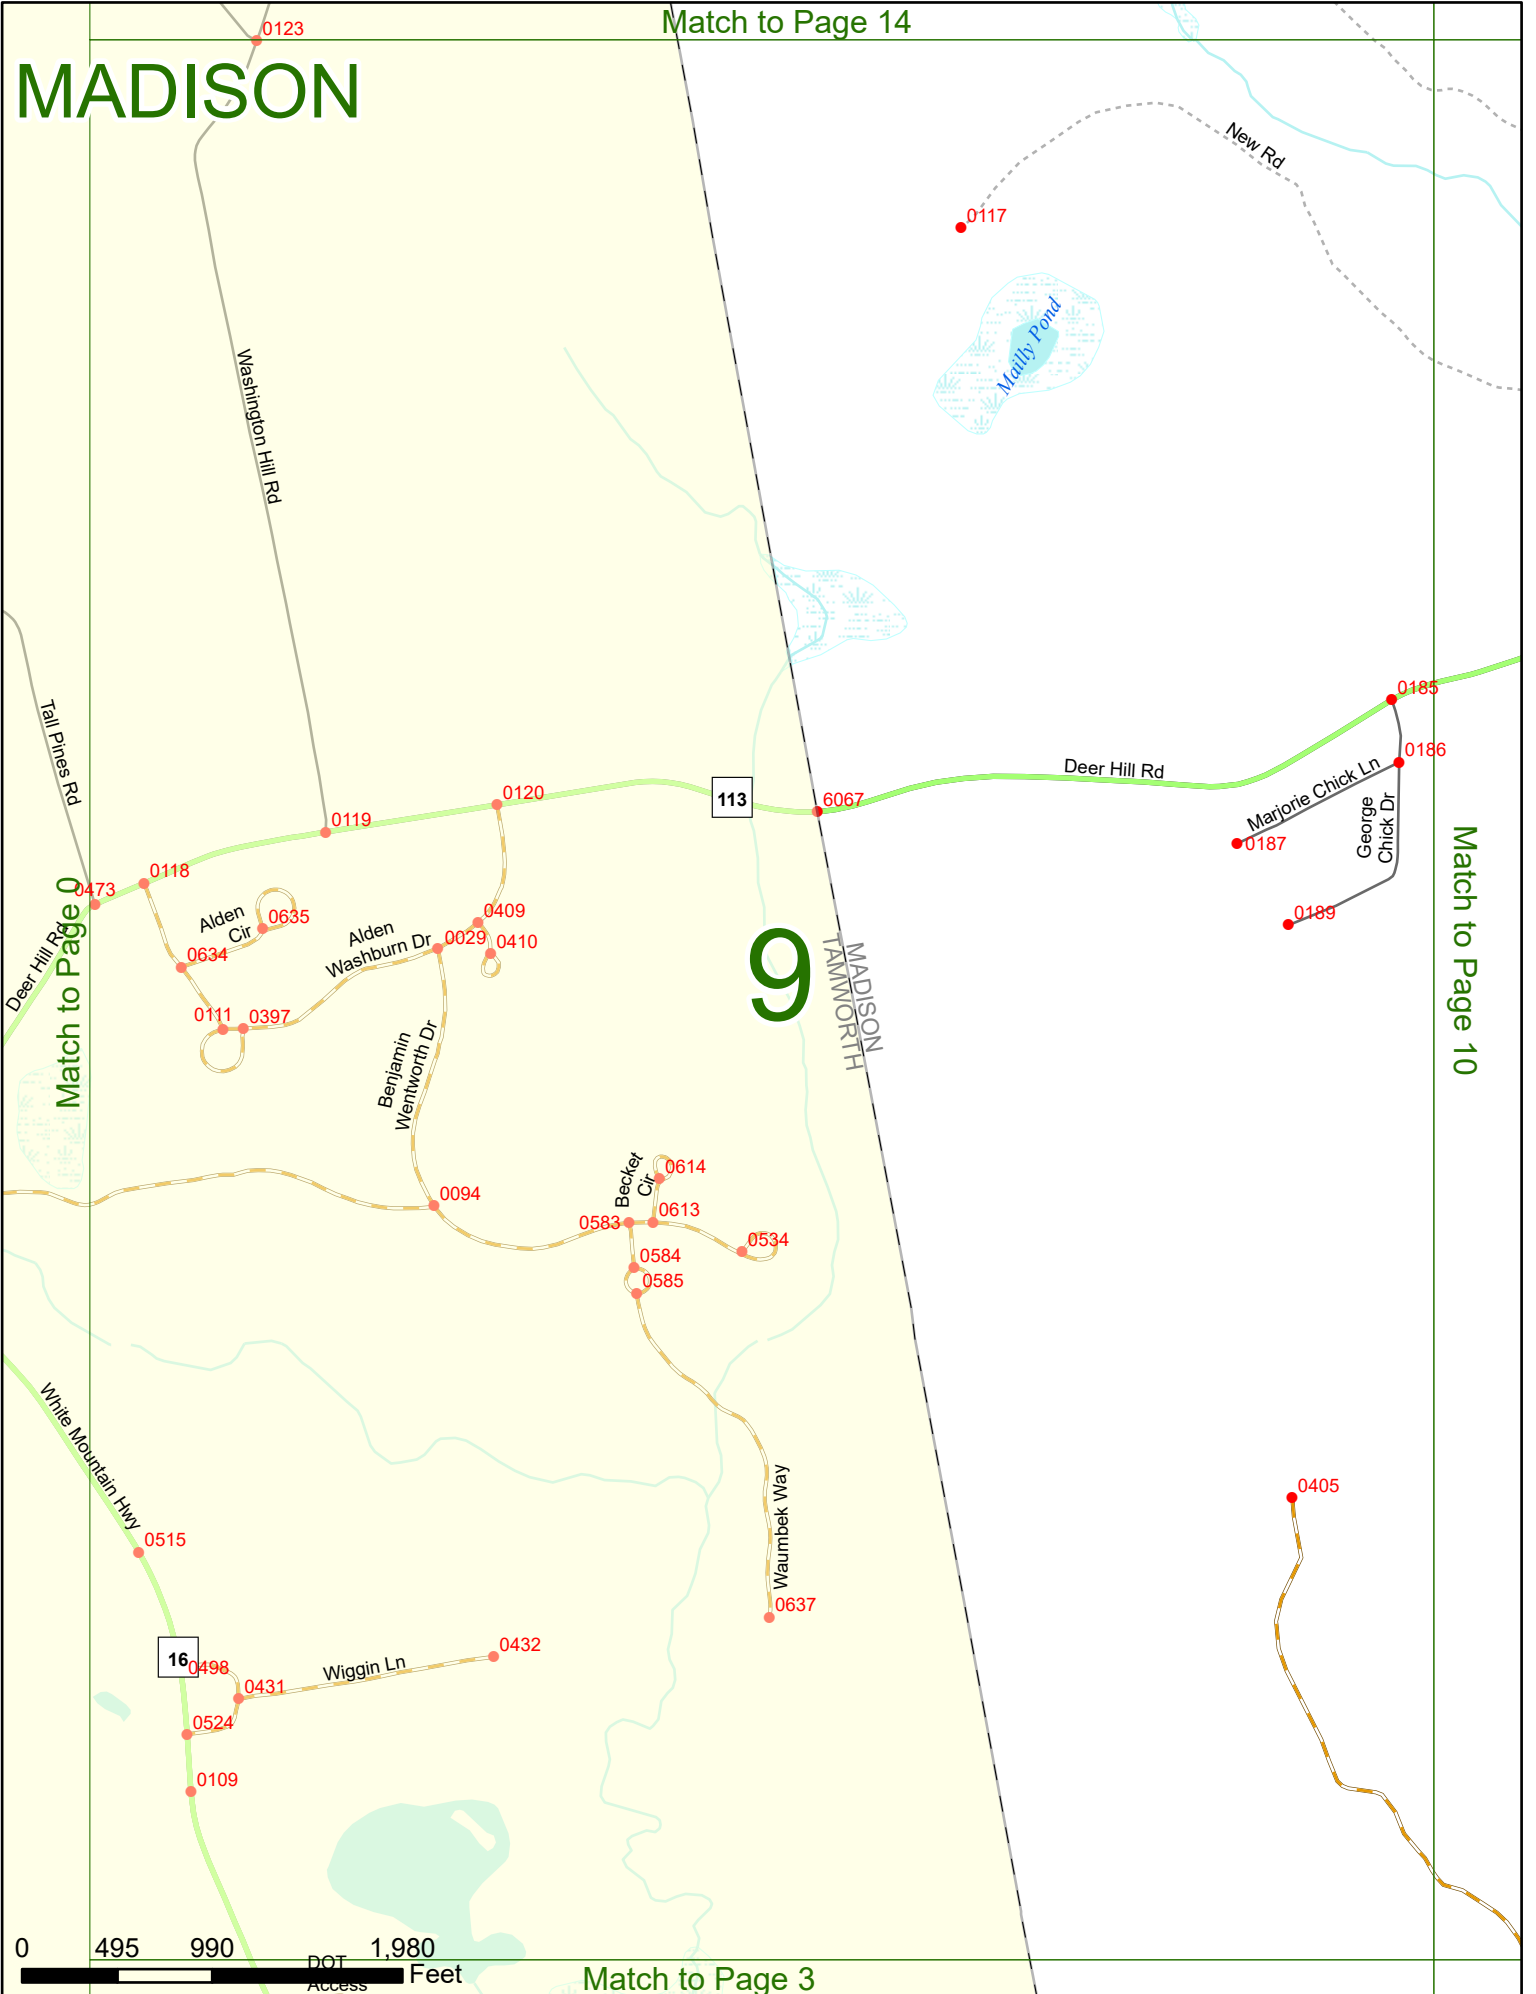 Match to Page 14
0123
MADISON
New Rd
0117
Mailly Pond
Washington Hill Rd
Tall Pines Rd
0185
0186
Deer Hill Rd
Marjorie Chick Ln
George
Chick Dr
0187
0189
113
6067
0120
0119
0118
0473
Deer Hill Rd
Match to Page 0
Alden
Cir
0635
0634
Alden
Washburn Dr
0029
0409
0410
0111
0397
9
MADISON
TAMWORTH
Match to Page 10
Benjamin
Wentworth Dr
Becket
Cir
0614
0094
0583
0613
0534
0584
0585
White Mountain Hwy
0515
Waumbek Way
0637
0405
16
0498
0431
Wiggin Ln
0432
0524
0109
0 495 990 1,980
Feet
DOT
Access
Match to Page 3